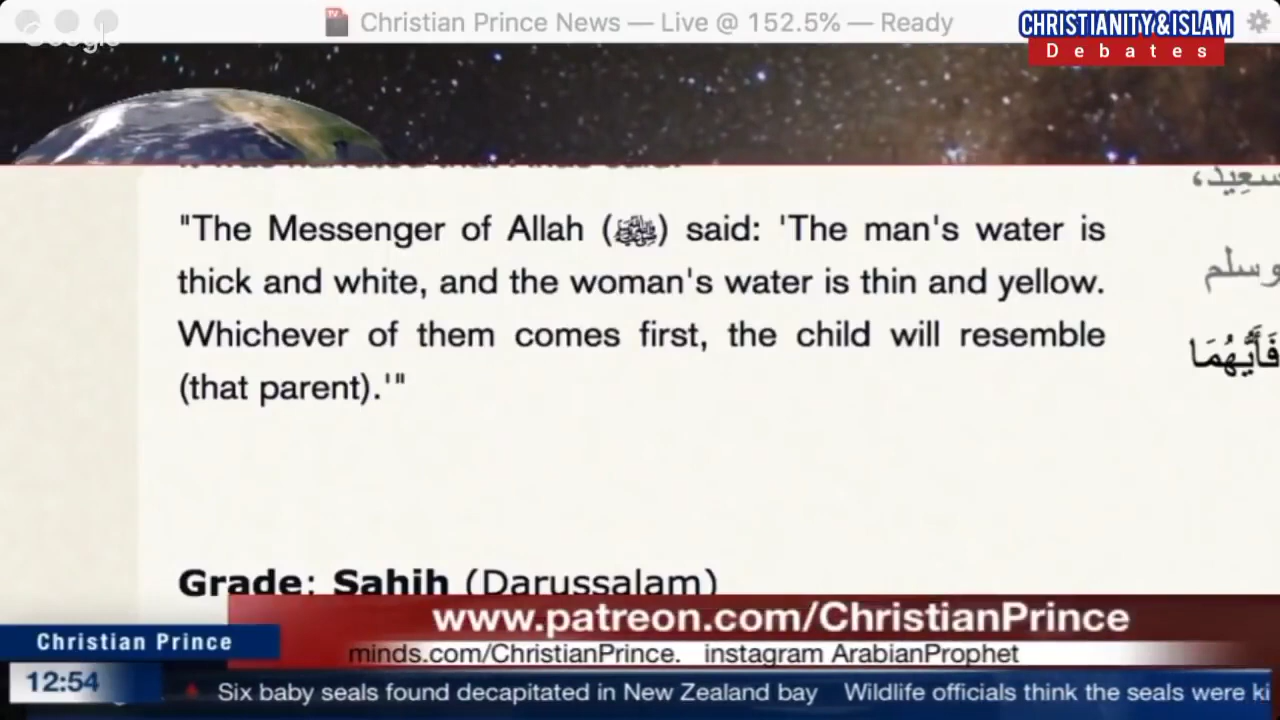 Christian Prince News — Live @ 152.5% — Ready
CHRISTIANITY & ISLAM
Debates
Google
"The Messenger of Allah (ﷺ) said: 'The man's water is
thick and white, and the woman's water is thin and yellow.
Whichever of them comes first, the child will resemble
(that parent).'"
سَعِيدٌ،
وسلم
فَأَيُّهُمَا
Grade: Sahih (Darussalam)
www.patreon.com/ChristianPrince
Christian Prince
minds.com/ChristianPrince. instagram ArabianProphet
12:54
Six baby seals found decapitated in New Zealand bay Wildlife officials think the seals were ki